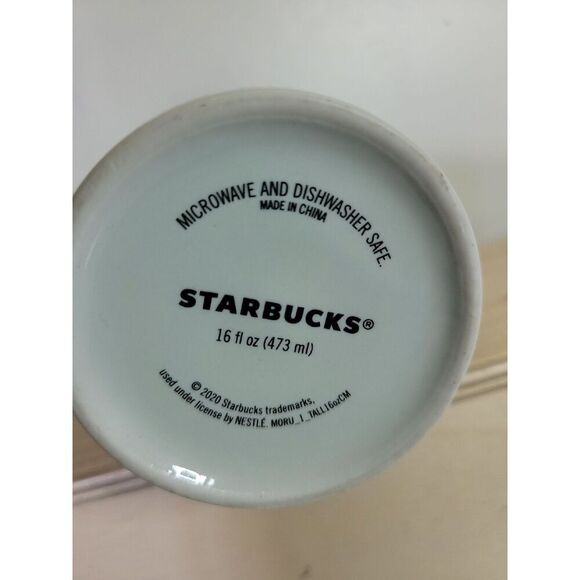 MICROWAVE AND DISHWASHER SAFE.
MADE IN CHINA
STARBUCKS®
16 fl oz (473 ml)
© 2020 Starbucks trademarks,
used under license by NESTLÉ. MORU_1_TALL16ozCM